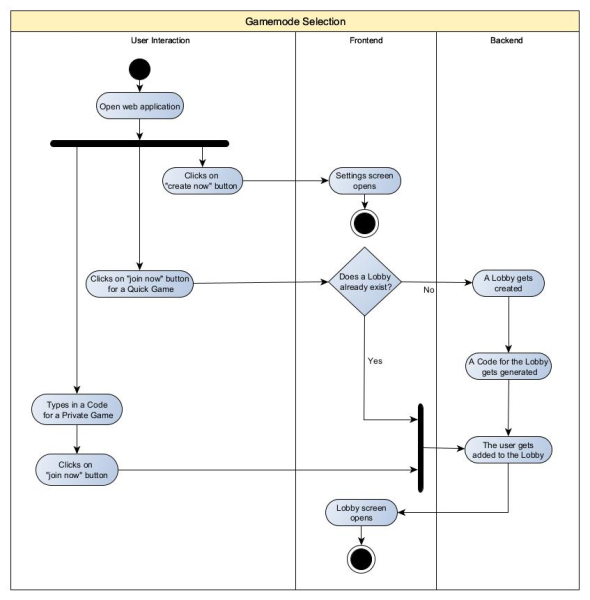 Gamemode Selection
User Interaction
Frontend
Backend
Open web application
Clicks on
"create now" button
Settings screen
opens
Clicks on "join now" button
for a Quick Game
Does a Lobby
already exist?
No
A Lobby gets
created
Yes
A Code for the Lobby
gets generated
Types in a Code
for a Private Game
Clicks on
"join now" button
The user gets
added to the Lobby
Lobby screen
opens